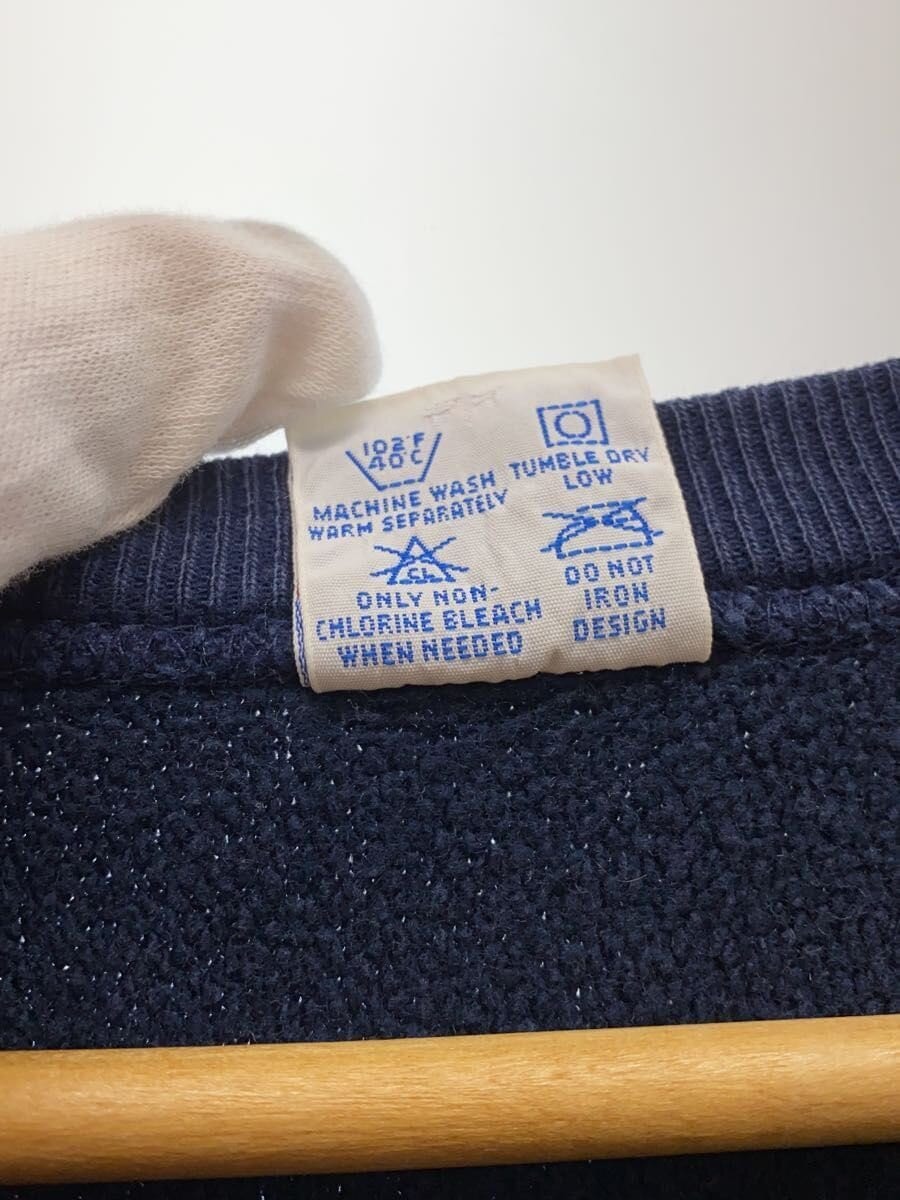 102°F
40°C
MACHINE WASH
WARM SEPARATELY
TUMBLE DRY
LOW
CL
ONLY NON-
CHLORINE BLEACH
WHEN NEEDED
DO NOT
IRON
DESIGN